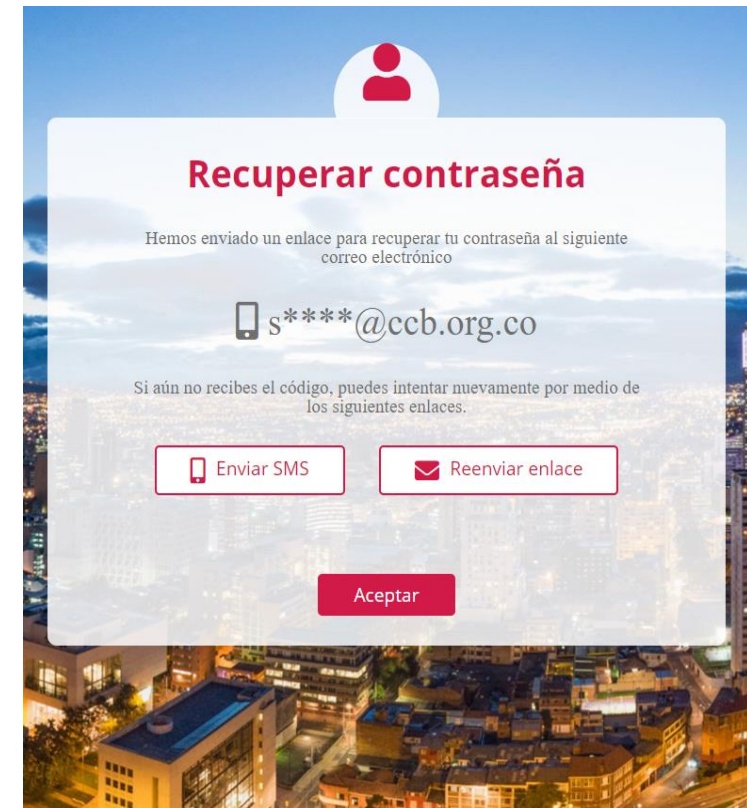 Recuperar contraseña
Hemos enviado un enlace para recuperar tu contraseña al siguiente
correo electrónico
s****@ccb.org.co
Si aún no recibes el código, puedes intentar nuevamente por medio de
los siguientes enlaces.
Enviar SMS
Reenviar enlace
Aceptar